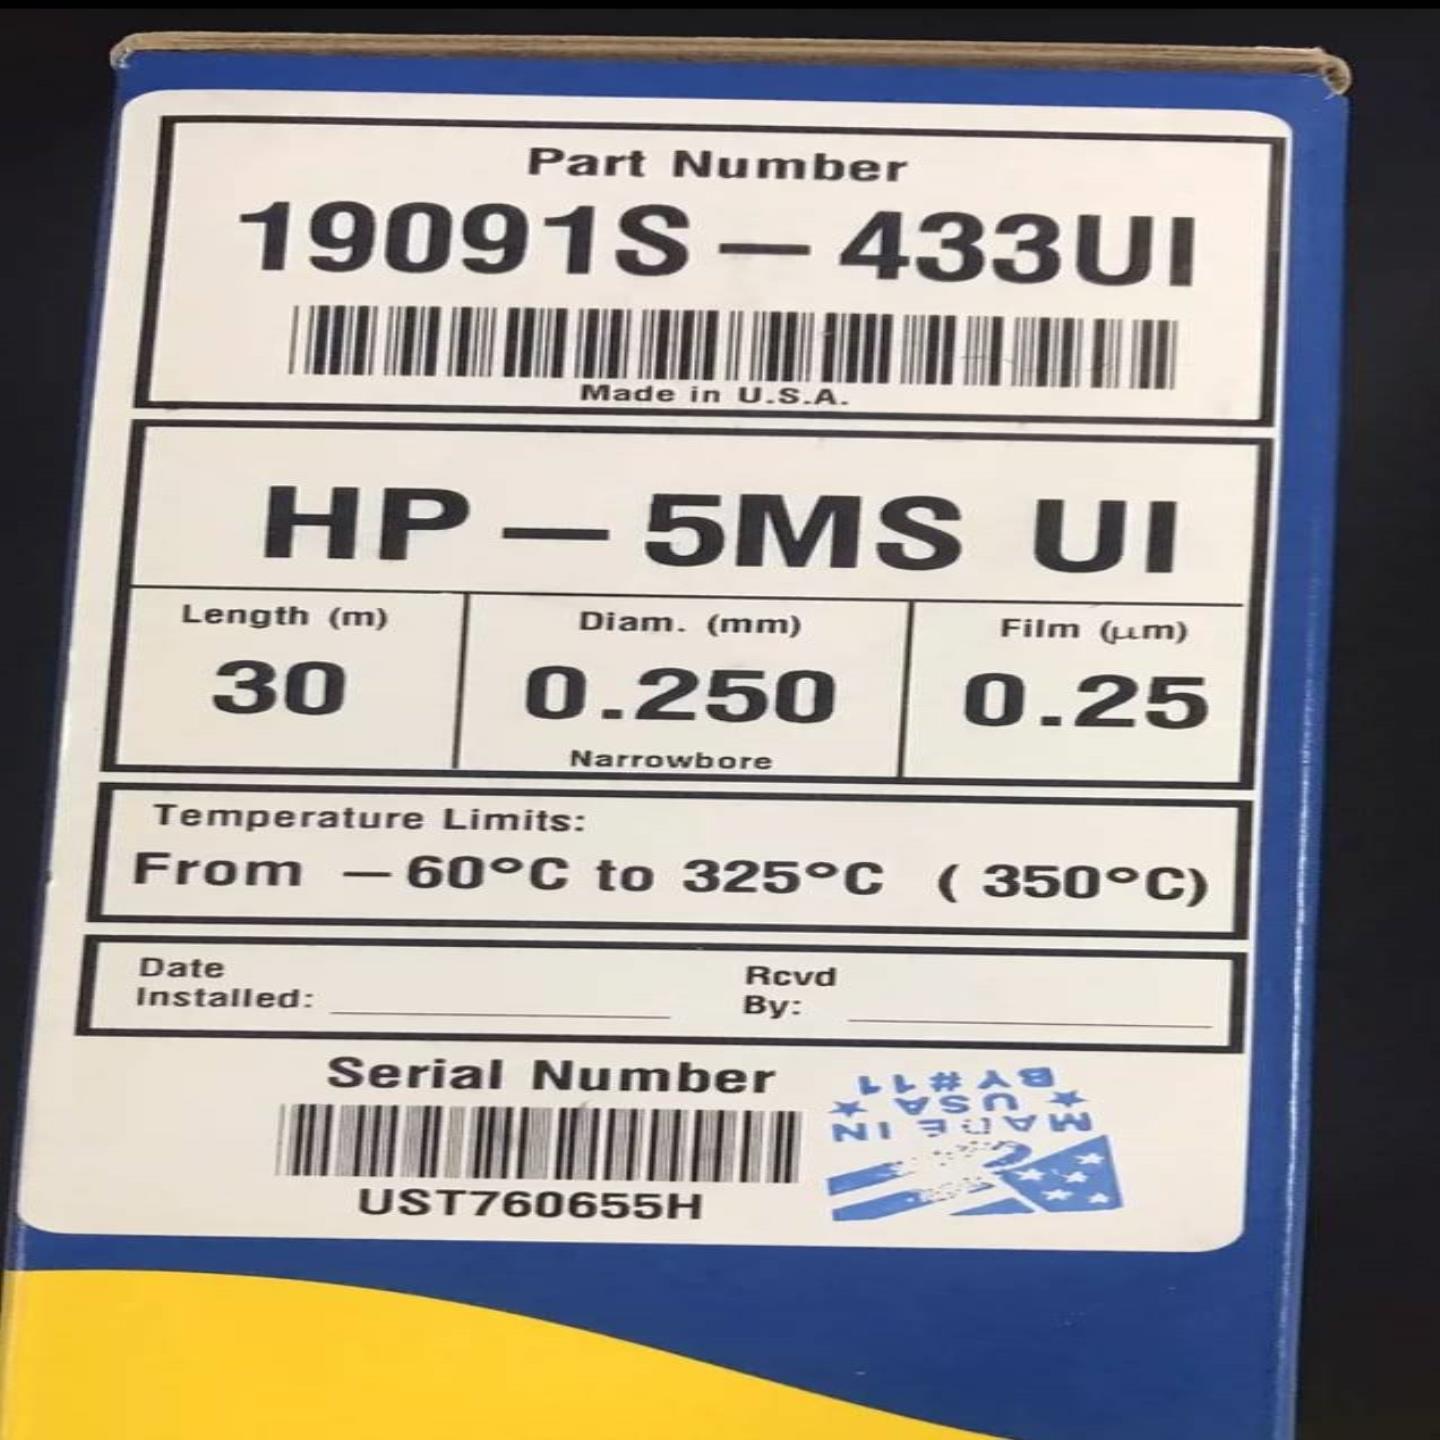 Part Number
19091S – 433UI
Made in U.S.A.
HP – 5MS UI
Length (m)
30
Diam. (mm)
0.250
Narrowbore
Film (μm)
0.25
Temperature Limits:
From –60°C to 325°C ( 350°C)
Date
Installed:
Rcvd
By:
Serial Number
UST760655H
MADE IN
★ USA ★
BY #11